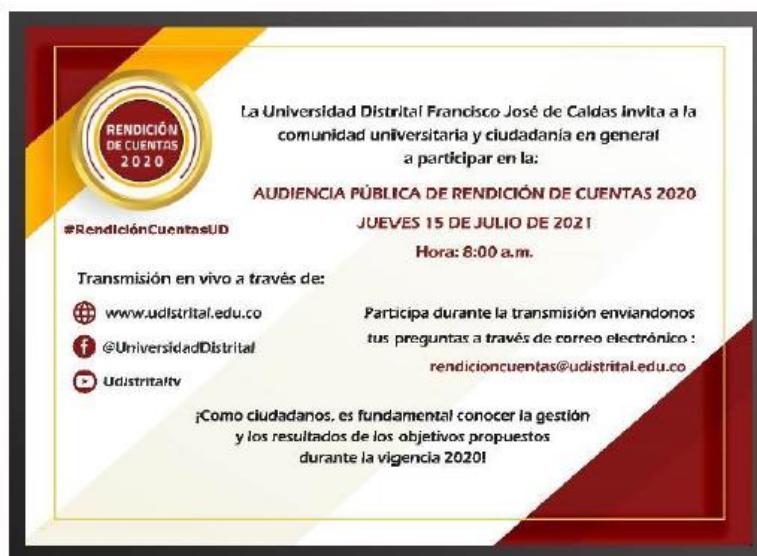 RENDICIÓN
DE CUENTAS
2020
#RendiciónCuentasUD
La Universidad Distrital Francisco José de Caldas invita a la
comunidad universitaria y ciudadanía en general
a participar en la:
AUDIENCIA PÚBLICA DE RENDICIÓN DE CUENTAS 2020
JUEVES 15 DE JULIO DE 2021
Hora: 8:00 a.m.
Transmisión en vivo a través de:
www.udistrital.edu.co
@UniversidadDistrital
Udistritaltv
Participa durante la transmisión enviandonos
tus preguntas a través de correo electrónico :
rendicioncuentas@udistrital.edu.co
¡Como ciudadanos, es fundamental conocer la gestión
y los resultados de los objetivos propuestos
durante la vigencia 2020!